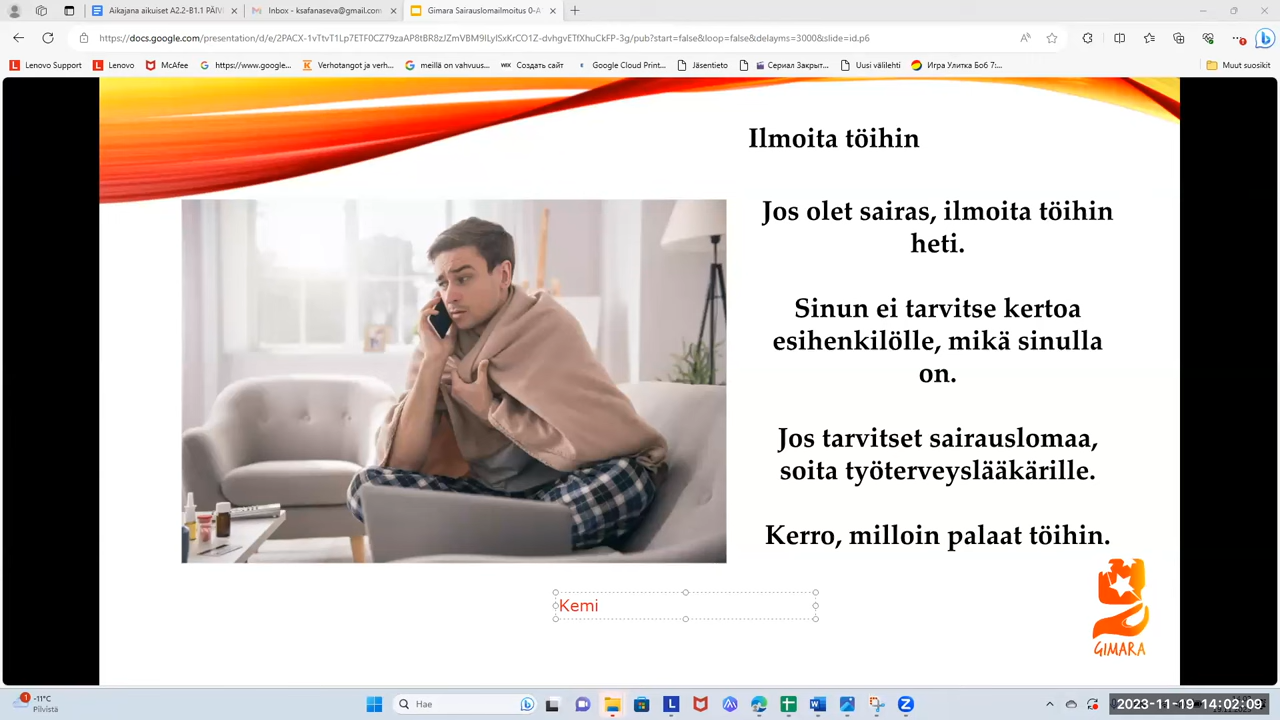 Aikajana aikuiset A2.2-B1.1 PÄIV
Inbox - ksafanaseva@gmail.com
Gimara Sairauslomailmoitus 0-A
https://docs.google.com/presentation/d/e/2PACX-1vTtvT1Lp7ETF0CZ79zaAP8tBR8zJZmVBM9ILyISxKrCO1Z-dvhgvETfXhuCkFP-3g/pub?start=false&loop=false&delayms=3000&slide=id.p6
Lenovo Support
Lenovo
McAfee
https://www.google...
Verhotangot ja verh...
meillä on vahvuus...
Создать сайт
Google Cloud Print...
Jäsentieto
Сериал Закрыт...
Uusi välilehti
Игра Улитка Боб 7:...
Muut suosikit
Ilmoita töihin
Jos olet sairas, ilmoita töihin
heti.
Sinun ei tarvitse kertoa
esihenkilölle, mikä sinulla
on.
Jos tarvitset sairauslomaa,
soita työterveyslääkärille.
Kerro, milloin palaat töihin.
Kemi
GIMARA
1
-11°C
Pilvistä
Hae
2023-11-19 14:02:09